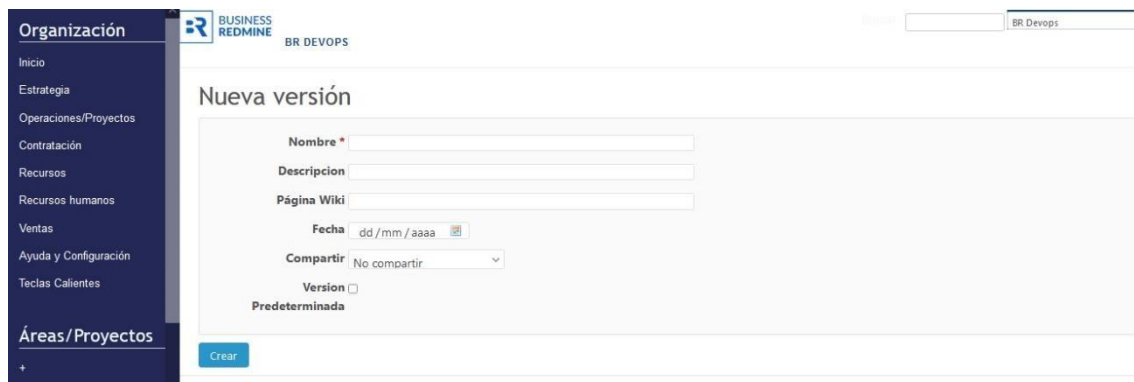 Organización
Inicio
Estrategia
Operaciones/Proyectos
Contratación
Recursos
Recursos humanos
Ventas
Ayuda y Configuración
Teclas Calientes
Áreas/Proyectos
+
BR
BUSINESS
REDMINE
BR DEVOPS
BR Devops
Nueva versión
Nombre *
Descripcion
Página Wiki
Fecha dd/mm/aaaa
Compartir No compartir
Version
Predeterminada
Crear